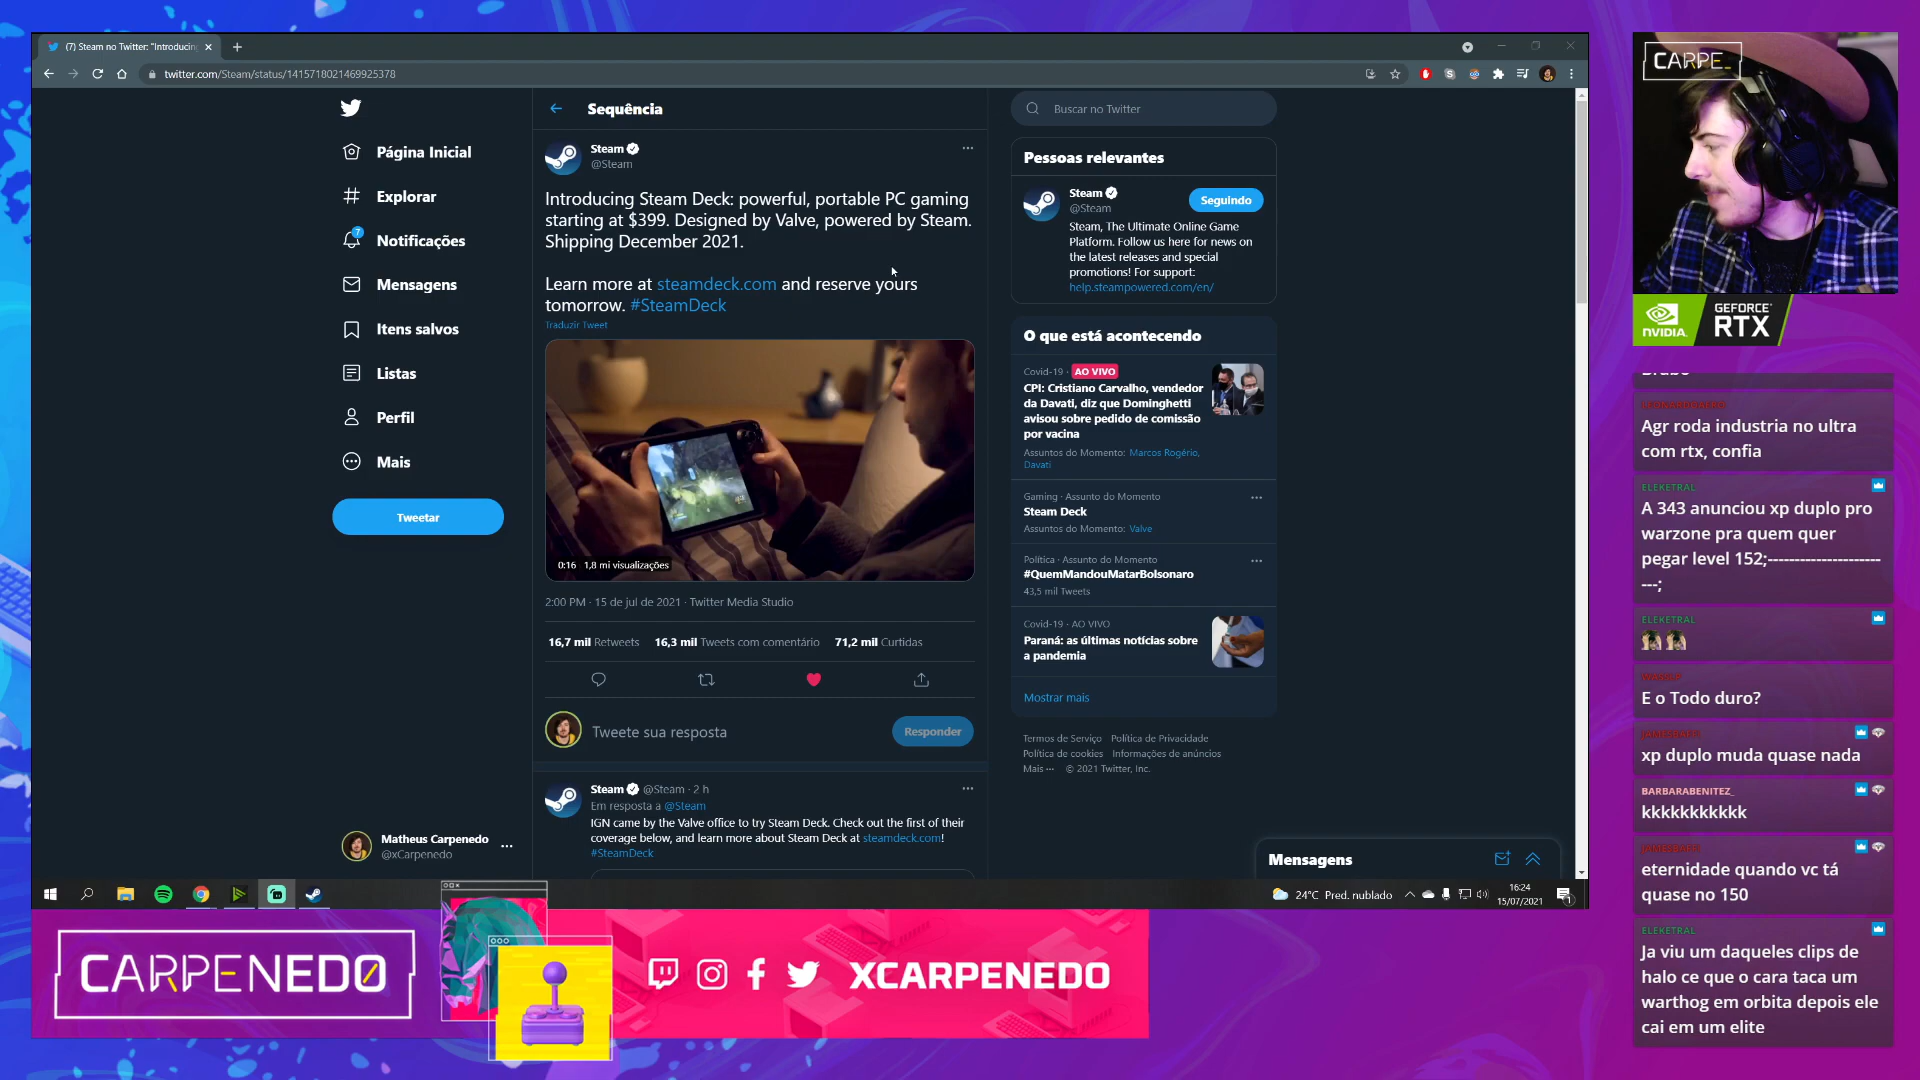 (7) Steam no Twitter: "Introducin
twitter.com/Steam/status/1415718021469925378
Página Inicial
Explorar
7
Notificações
Mensagens
Itens salvos
Listas
Perfil
Mais
Tweetar
Matheus Carpenedo
@xCarpenedo
Sequência
Steam
@Steam
Introducing Steam Deck: powerful, portable PC gaming
starting at $399. Designed by Valve, powered by Steam.
Shipping December 2021.
Learn more at steamdeck.com and reserve yours
tomorrow. #SteamDeck
Traduzir Tweet
0:16 1,8 mi visualizações
2:00 PM · 15 de jul de 2021 · Twitter Media Studio
16,7 mil Retweets 16,3 mil Tweets com comentário 71,2 mil Curtidas
Tweete sua resposta
Responder
Steam @Steam · 2 h
Em resposta a @Steam
IGN came by the Valve office to try Steam Deck. Check out the first of their
coverage below, and learn more about Steam Deck at steamdeck.com!
#SteamDeck
Buscar no Twitter
Pessoas relevantes
Steam
@Steam
Seguindo
Steam, The Ultimate Online Game
Platform. Follow us here for news on
the latest releases and special
promotions! For support:
help.steampowered.com/en/
O que está acontecendo
Covid-19 · AO VIVO
CPI: Cristiano Carvalho, vendedor
da Davati, diz que Dominghetti
avisou sobre pedido de comissão
por vacina
Assuntos do Momento: Marcos Rogério,
Davati
Gaming · Assunto do Momento
Steam Deck
Assuntos do Momento: Valve
Política · Assunto do Momento
#QuemMandouMatarBolsonaro
43,5 mil Tweets
Covid-19 · AO VIVO
Paraná: as últimas notícias sobre
a pandemia
Mostrar mais
Termos de Serviço Política de Privacidade
Política de cookies Informações de anúncios
Mais ··· © 2021 Twitter, Inc.
Mensagens
24°C Pred. nublado
16:24
15/07/2021
1
CARPENEDO
XCARPENEDO
CARPE_
NVIDIA.
GEFORCE
RTX
Agr roda industria no ultra
com rtx, confia
ELEKETRAL
A 343 anunciou xp duplo pro
warzone pra quem quer
pegar level 152;----------------------
---;
ELEKETRAL
E o Todo duro?
xp duplo muda quase nada
BARBARABENITEZ_
kkkkkkkkkkk
eternidade quando vc tá
quase no 150
ELEKETRAL
Ja viu um daqueles clips de
halo ce que o cara taca um
warthog em orbita depois ele
cai em um elite